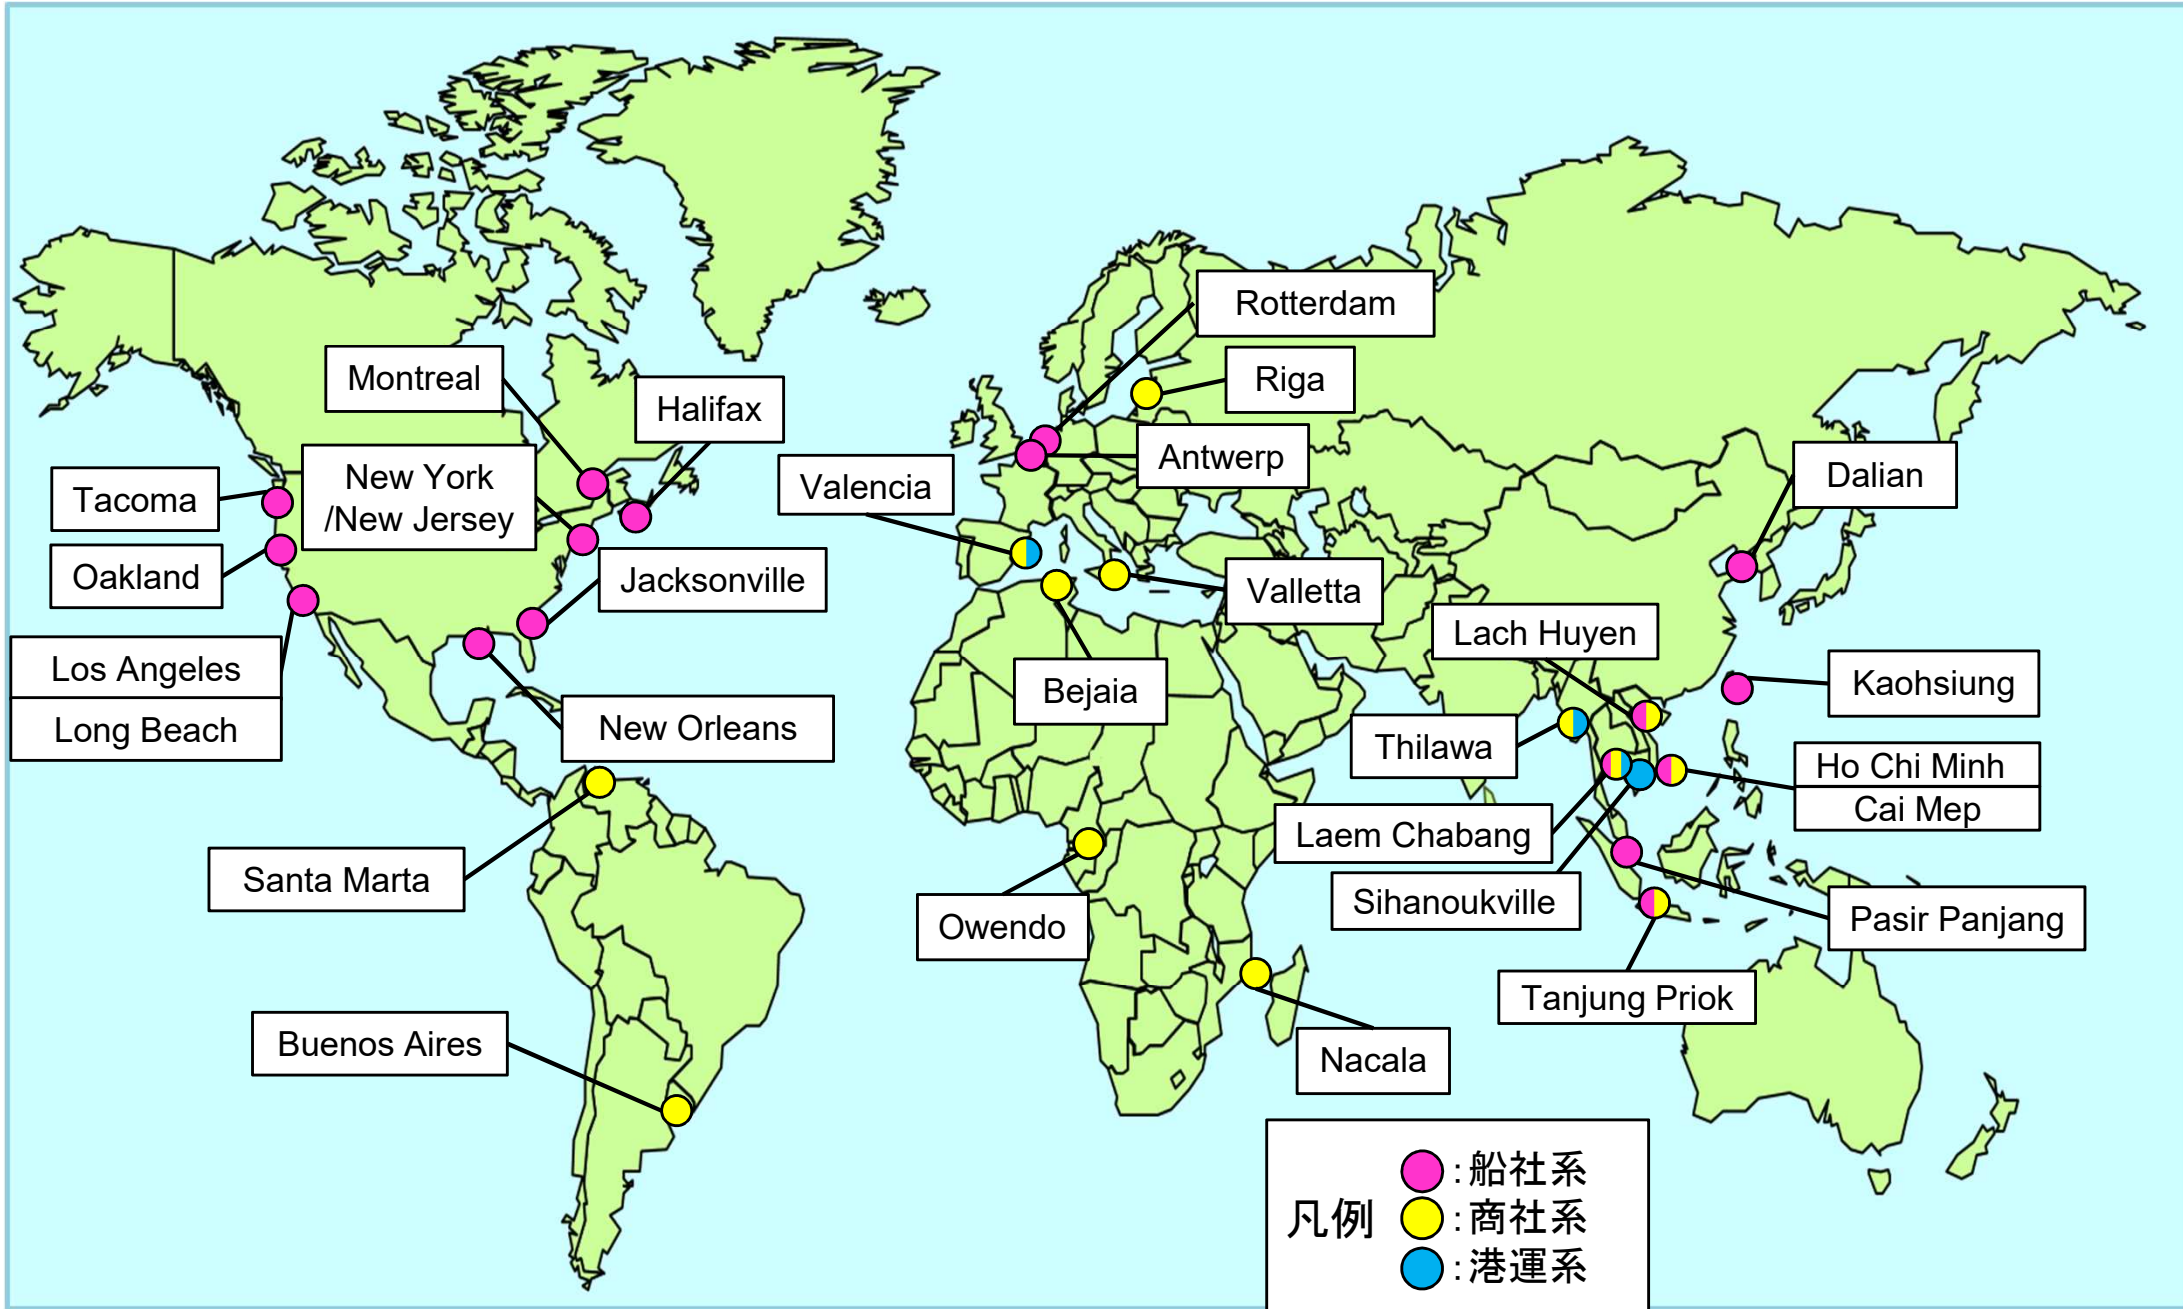 Rotterdam
Montreal
Riga
Halifax
Antwerp
Valencia
Dalian
New York
/New Jersey
Tacoma
Oakland
Jacksonville
Valletta
Lach Huyen
Los Angeles
Long Beach
Bejaia
Kaohsiung
New Orleans
Thilawa
Ho Chi Minh
Cai Mep
Laem Chabang
Santa Marta
Sihanoukville
Pasir Panjang
Owendo
Tanjung Priok
Buenos Aires
Nacala
凡例
:船社系
:商社系
:港運系